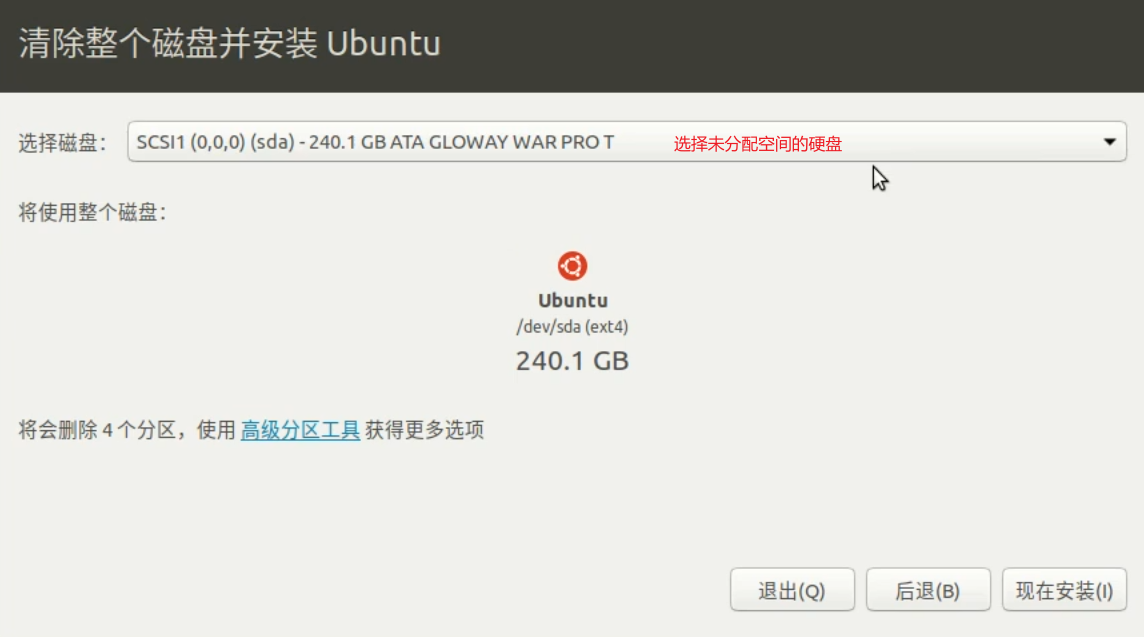 清除整个磁盘并安装 Ubuntu
选择磁盘： SCSI1 (0,0,0) (sda) - 240.1 GB ATA GLOWAY WAR PRO T 选择未分配空间的硬盘
将使用整个磁盘：
Ubuntu
/dev/sda (ext4)
240.1 GB
将会删除 4 个分区，使用 高级分区工具 获得更多选项
退出(Q) 后退(B) 现在安装(I)